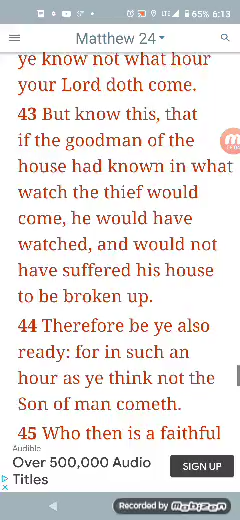 65% 6:13
Matthew 24
ye know not what hour
your Lord doth come.
43 But know this, that
if the goodman of the
house had known in what
watch the thief would
come, he would have
watched, and would not
have suffered his house
to be broken up.
44 Therefore be ye also
ready: for in such an
hour as ye think not the
Son of man cometh.
45 Who then is a faithful
Audible
Over 500,000 Audio
Titles
SIGN UP
Recorded by Mobizen